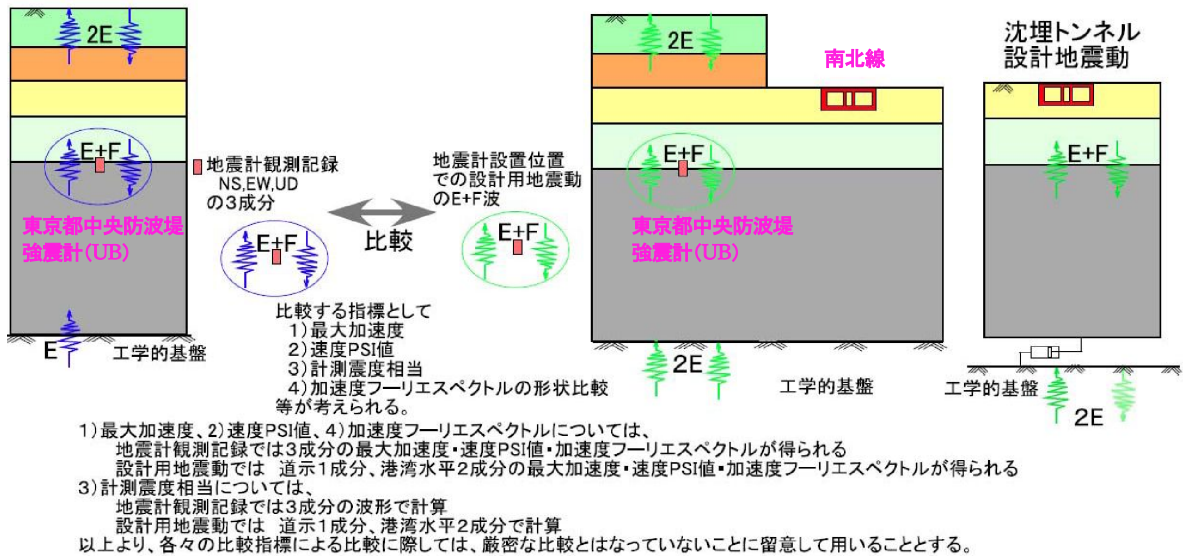 2E
E+F
地震計観測記録
NS,EW,UD
の3成分
東京都中央防波堤
強震計(UB)
E
工学的基盤
E+F
比較
地震計設置位置
での設計用地震動
のE+F波
E+F
比較する指標として
1)最大加速度
2)速度PSI値
3)計測震度相当
4)加速度フーリエスペクトルの形状比較
等が考えられる。
2E
南北線
E+F
東京都中央防波堤
強震計(UB)
2E
工学的基盤
沈埋トンネル
設計地震動
E+F
工学的基盤
2E
1)最大加速度、2)速度PSI値、4)加速度フーリエスペクトルについては、
地震計観測記録では3成分の最大加速度・速度PSI値・加速度フーリエスペクトルが得られる
設計用地震動では 道示1成分、港湾水平2成分の最大加速度・速度PSI値・加速度フーリエスペクトルが得られる
3)計測震度相当については、
地震計観測記録では3成分の波形で計算
設計用地震動では 道示1成分、港湾水平2成分で計算
以上より、各々の比較指標による比較に際しては、厳密な比較とはなっていないことに留意して用いることとする。